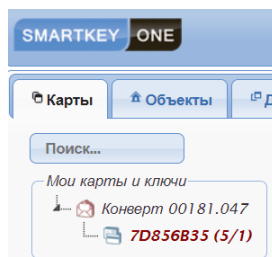 SMARTKEY ONE
Карты Объекты Д
Поиск...
Мои карты и ключи
Конверт 00181.047
7D856B35 (5/1)